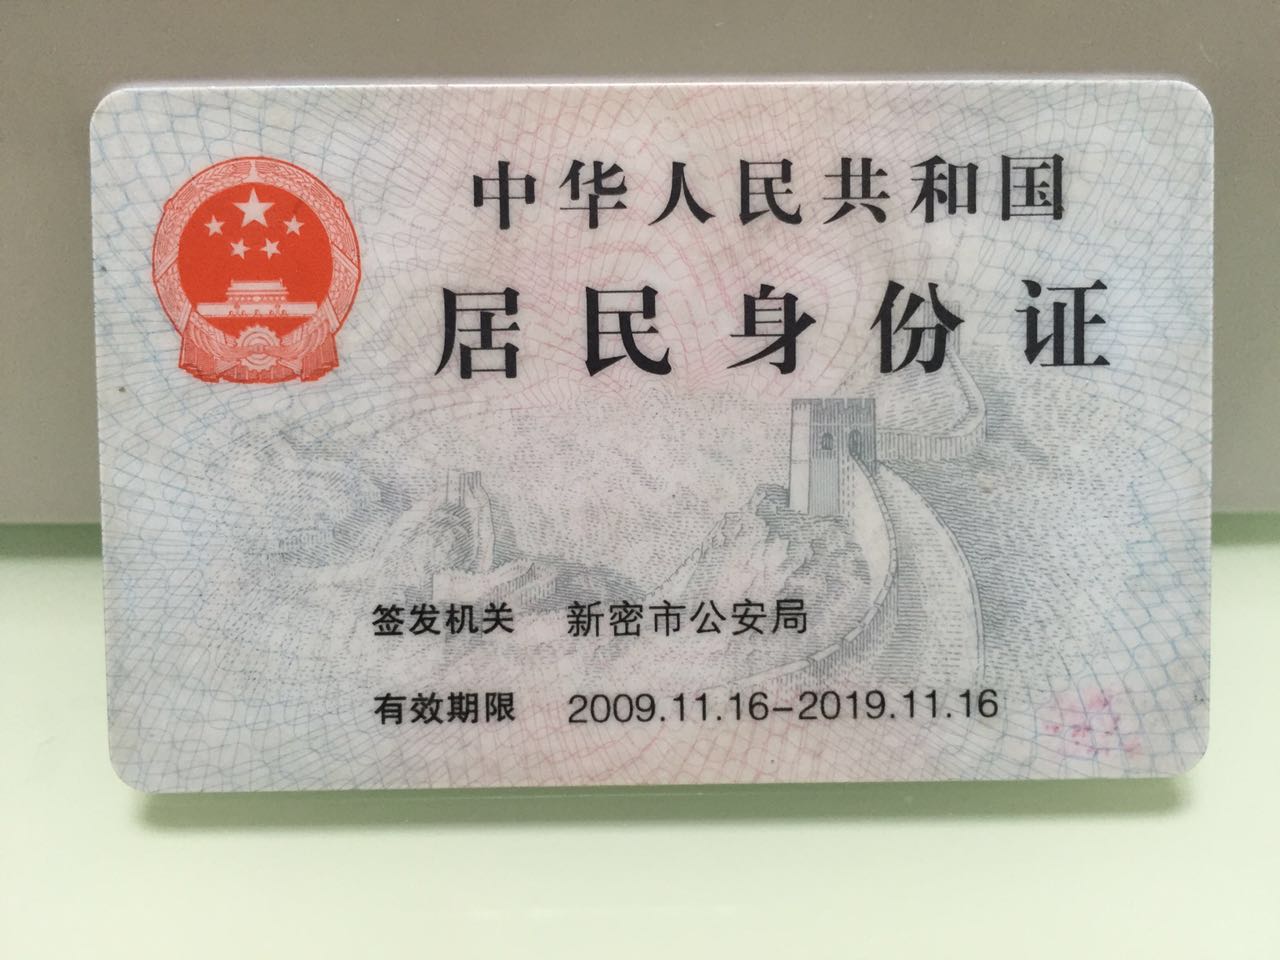 中华人民共和国
居民身份证
签发机关 新密市公安局
有效期限 2009.11.16-2019.11.16